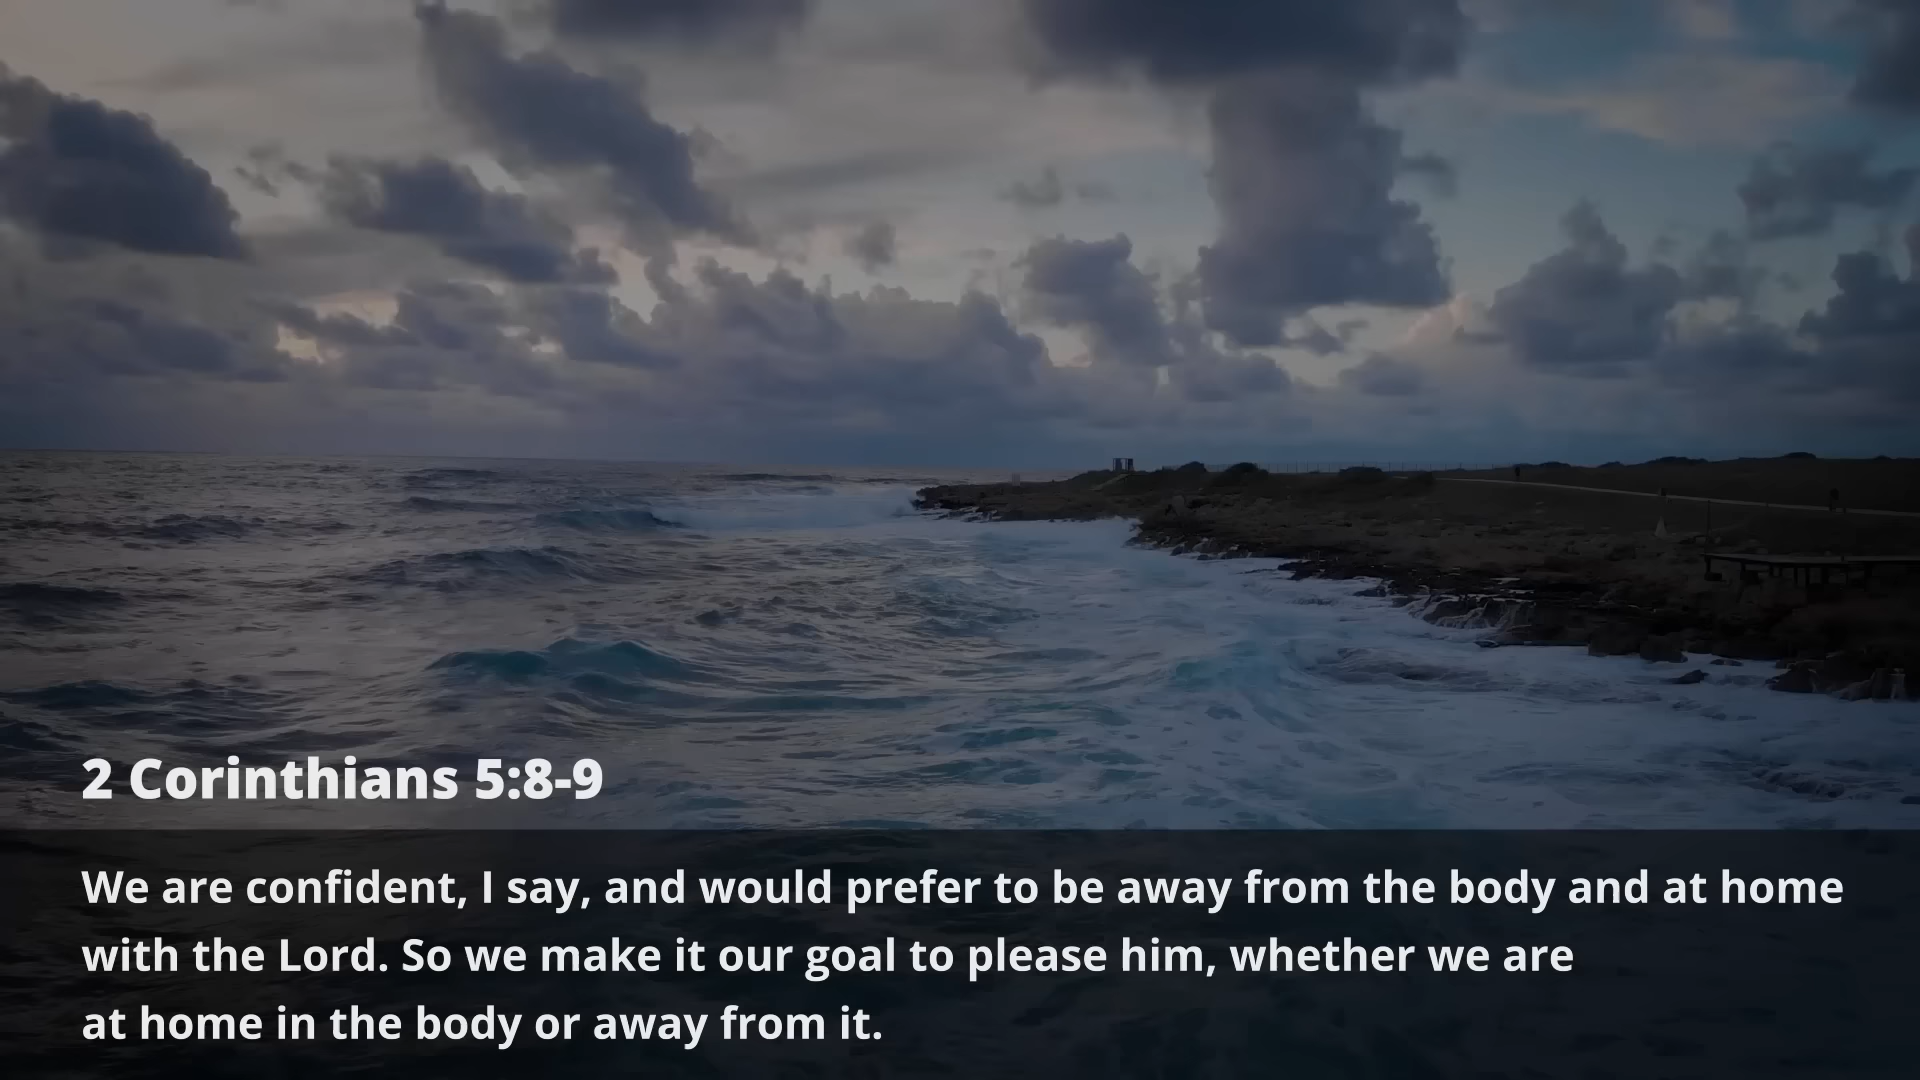 2 Corinthians 5:8-9
We are confident, I say, and would prefer to be away from the body and at home
with the Lord. So we make it our goal to please him, whether we are
at home in the body or away from it.